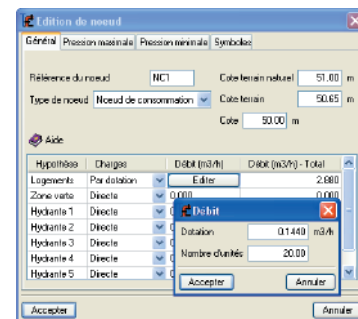 Edition de noeud
Général Pression maximale Pression minimale Symboles
Référence du noeud NC1 Cote terrain naturel 51.00 m
Type de noeud Noeud de consommation Cote terrain 50.65 m
Cote 50.00 m
Aide
Hypothèse Charges Débit (m3/h) Débit (m3/h) - Total
Logements Par dotation Editer 2.880
Zone verte Directe 0.000 0.000
Hydrante 1 Directe
Hydrante 2 Directe
Hydrante 3 Directe
Hydrante 4 Directe
Hydrante 5 Directe
Débit
Dotation 0.1440 m3/h
Nombre d'unités 20.00
Accepter Annuler
Accepter Annuler